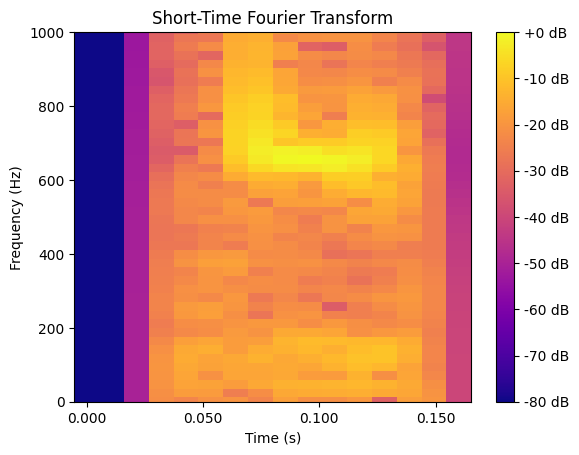 Short-Time Fourier Transform
1000
800
600
400
200
0
Frequency (Hz)
0.000
0.050
0.100
0.150
Time (s)
+0 dB
-10 dB
-20 dB
-30 dB
-40 dB
-50 dB
-60 dB
-70 dB
-80 dB